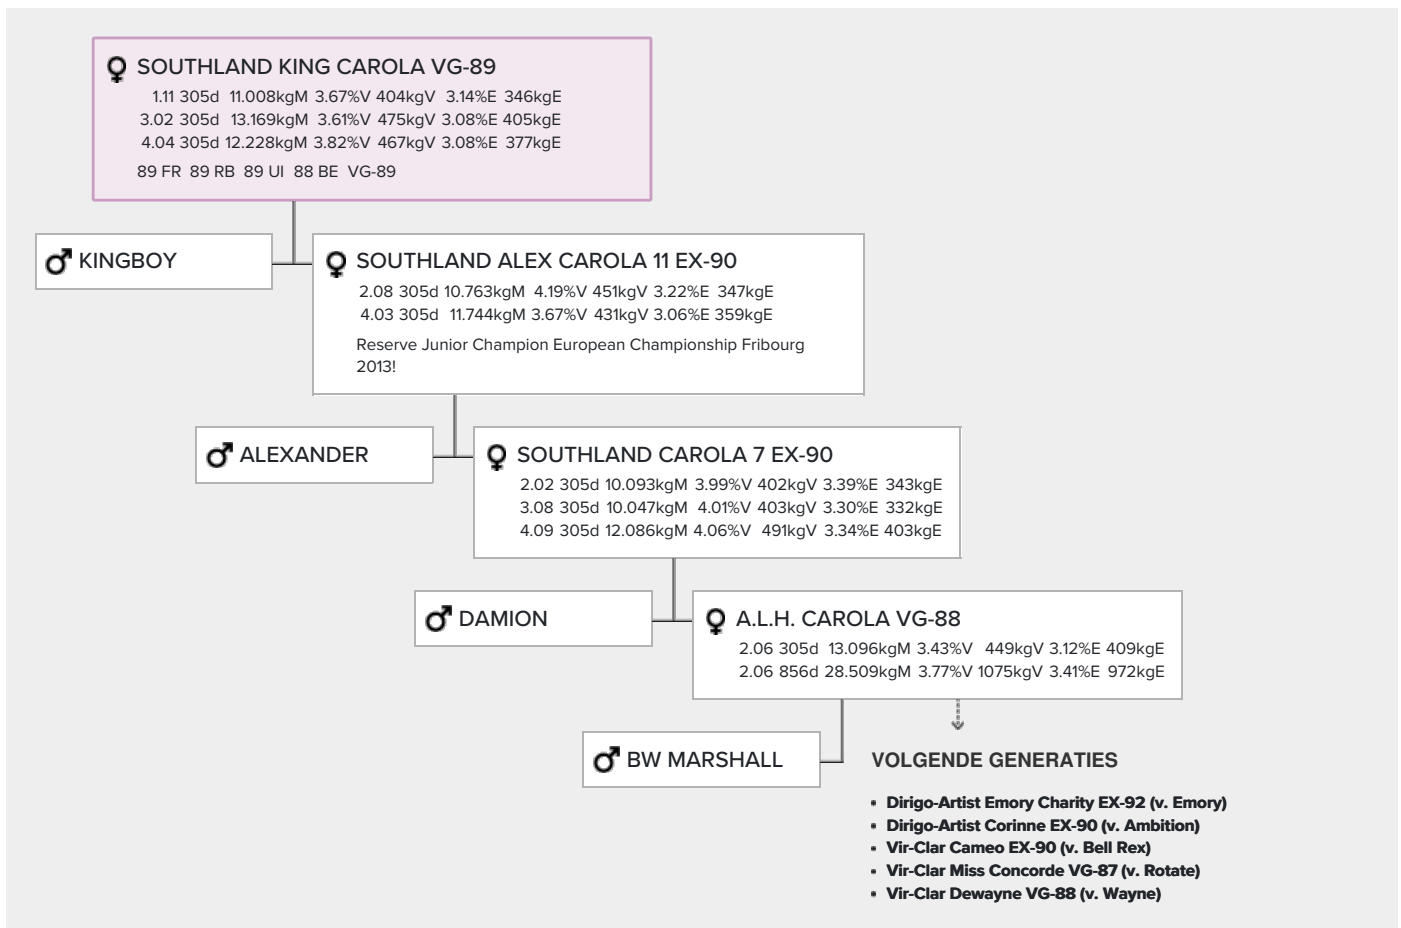 SOUTHLAND KING CAROLA VG-89
1.11 305d 11.008kgM 3.67%V 404kgV 3.14%E 346kgE
3.02 305d 13.169kgM 3.61%V 475kgV 3.08%E 405kgE
4.04 305d 12.228kgM 3.82%V 467kgV 3.08%E 377kgE
89 FR 89 RB 89 UI 88 BE VG-89
KINGBOY
SOUTHLAND ALEX CAROLA 11 EX-90
2.08 305d 10.763kgM 4.19%V 451kgV 3.22%E 347kgE
4.03 305d 11.744kgM 3.67%V 431kgV 3.06%E 359kgE
Reserve Junior Champion European Championship Fribourg
2013!
ALEXANDER
SOUTHLAND CAROLA 7 EX-90
2.02 305d 10.093kgM 3.99%V 402kgV 3.39%E 343kgE
3.08 305d 10.047kgM 4.01%V 403kgV 3.30%E 332kgE
4.09 305d 12.086kgM 4.06%V 491kgV 3.34%E 403kgE
DAMION
A.L.H. CAROLA VG-88
2.06 305d 13.096kgM 3.43%V 449kgV 3.12%E 409kgE
2.06 856d 28.509kgM 3.77%V 1075kgV 3.41%E 972kgE
BW MARSHALL
VOLGENDE GENERATIES
• Dirigo-Artist Emory Charity EX-92 (v. Emory)
• Dirigo-Artist Corinne EX-90 (v. Ambition)
• Vir-Clar Cameo EX-90 (v. Bell Rex)
• Vir-Clar Miss Concorde VG-87 (v. Rotate)
• Vir-Clar Dewayne VG-88 (v. Wayne)